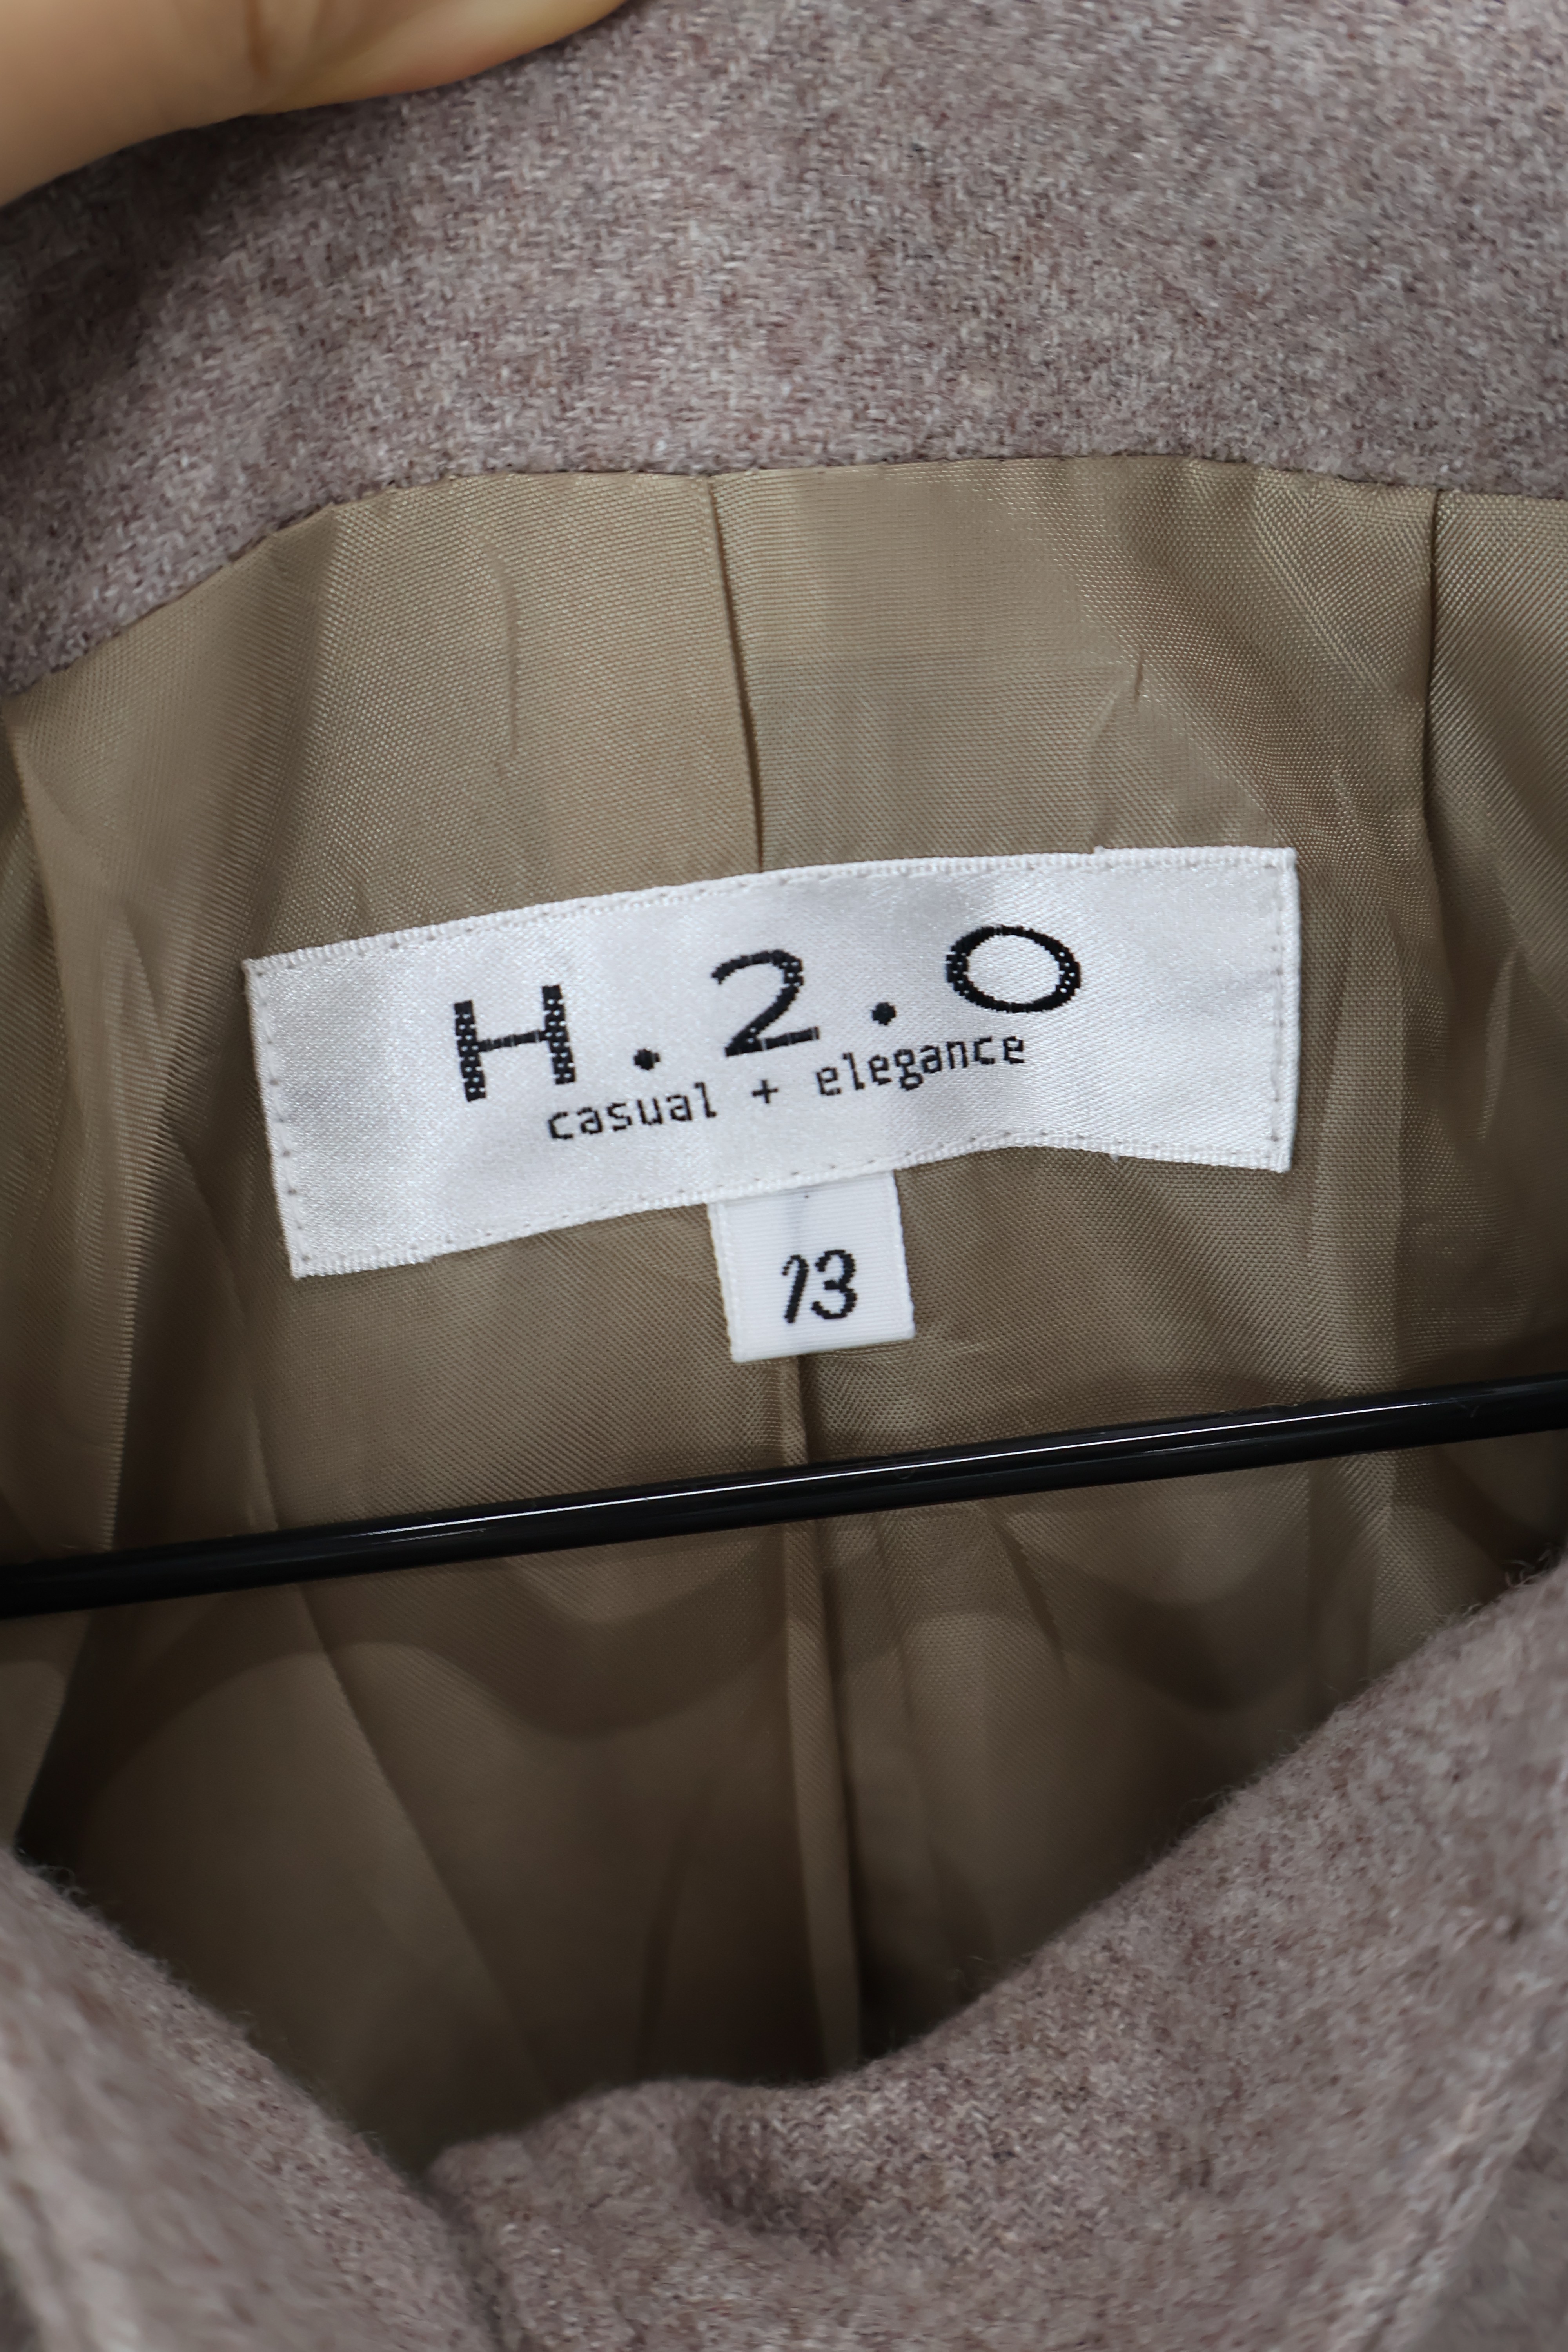 H.2.O
casual + elegance
13